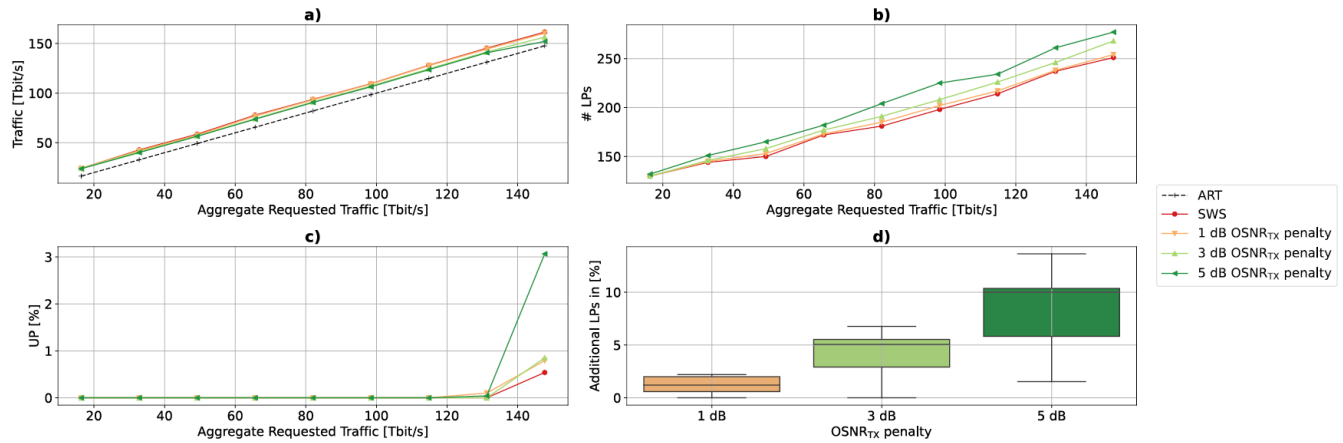 a)
Traffic [Tbit/s]
150
100
50
20
40
60
80
100
120
140
Aggregate Requested Traffic [Tbit/s]
b)
# LPs
250
200
150
20
40
60
80
100
120
140
Aggregate Requested Traffic [Tbit/s]
c)
UP [%]
3
2
1
0
20
40
60
80
100
120
140
Aggregate Requested Traffic [Tbit/s]
d)
Additional LPs in [%]
10
5
0
1 dB
3 dB
5 dB
OSNRTX penalty
ART
SWS
1 dB OSNRTX penalty
3 dB OSNRTX penalty
5 dB OSNRTX penalty